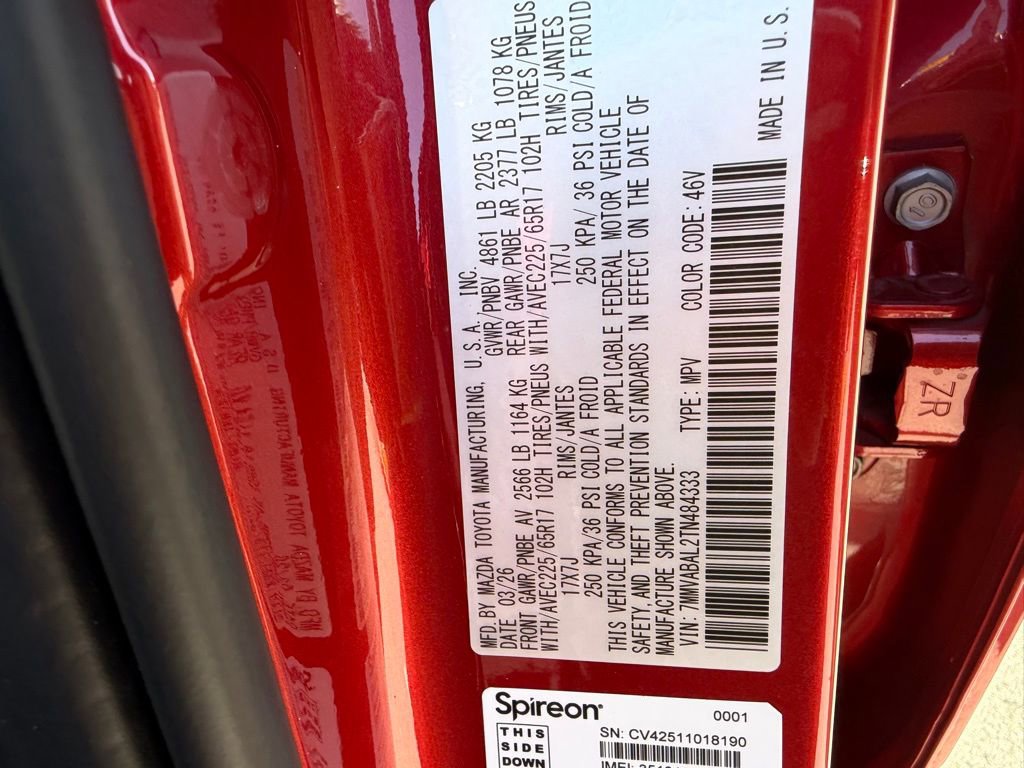 MFD. BY MAZDA TOYOTA MANUFACTURING, U.S.A., INC.
DATE 03/26 GVWR/PNBV 4861 LB 2205 KG
FRONT GAWR/PNBE AV 2566 LB 1164 KG REAR GAWR/PNBE AR 2377 LB 1078 KG
WITH/AVEC225/65R17 102H TIRES/PNEUS WITH/AVEC225/65R17 102H TIRES/PNEUS
17X7J RIMS/JANTES 17X7J RIMS/JANTES
250 KPA/36 PSI COLD/A FROID 250 KPA/ 36 PSI COLD/A FROID
THIS VEHICLE CONFORMS TO ALL APPLICABLE FEDERAL MOTOR VEHICLE
SAFETY, AND THEFT PREVENTION STANDARDS IN EFFECT ON THE DATE OF
MANUFACTURE SHOWN ABOVE.
VIN: 7MMVABAL2TN484333 TYPE: MPV COLOR CODE: 46V
MADE IN U.S.
Spireon 0001
THIS SIDE DOWN
SN: CV42511018190
ZR